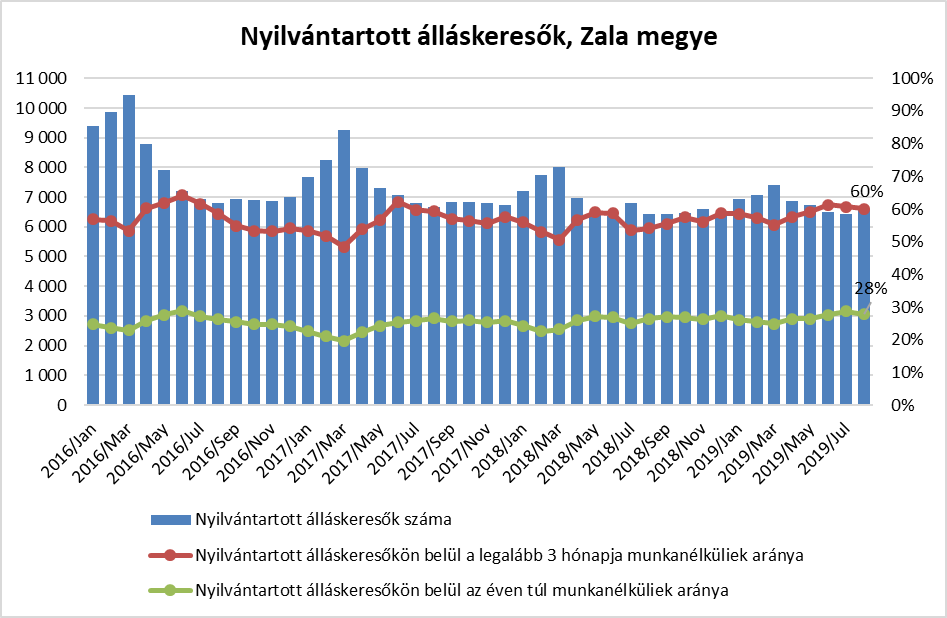 Nyilvántartott álláskeresők, Zala megye
11 000
10 000
9 000
8 000
7 000
6 000
5 000
4 000
3 000
2 000
1 000
0
100%
90%
80%
70%
60%
50%
40%
30%
20%
10%
0%
60%
28%
2016/Jan
2016/Mar
2016/May
2016/Jul
2016/Sep
2016/Nov
2017/Jan
2017/Mar
2017/May
2017/Jul
2017/Sep
2017/Nov
2018/Jan
2018/Mar
2018/May
2018/Jul
2018/Sep
2018/Nov
2019/Jan
2019/Mar
2019/May
2019/Jul
Nyilvántartott álláskeresők száma
Nyilvántartott álláskeresőkön belül a legalább 3 hónapja munkanélküliek aránya
Nyilvántartott álláskeresőkön belül az éven túl munkanélküliek aránya